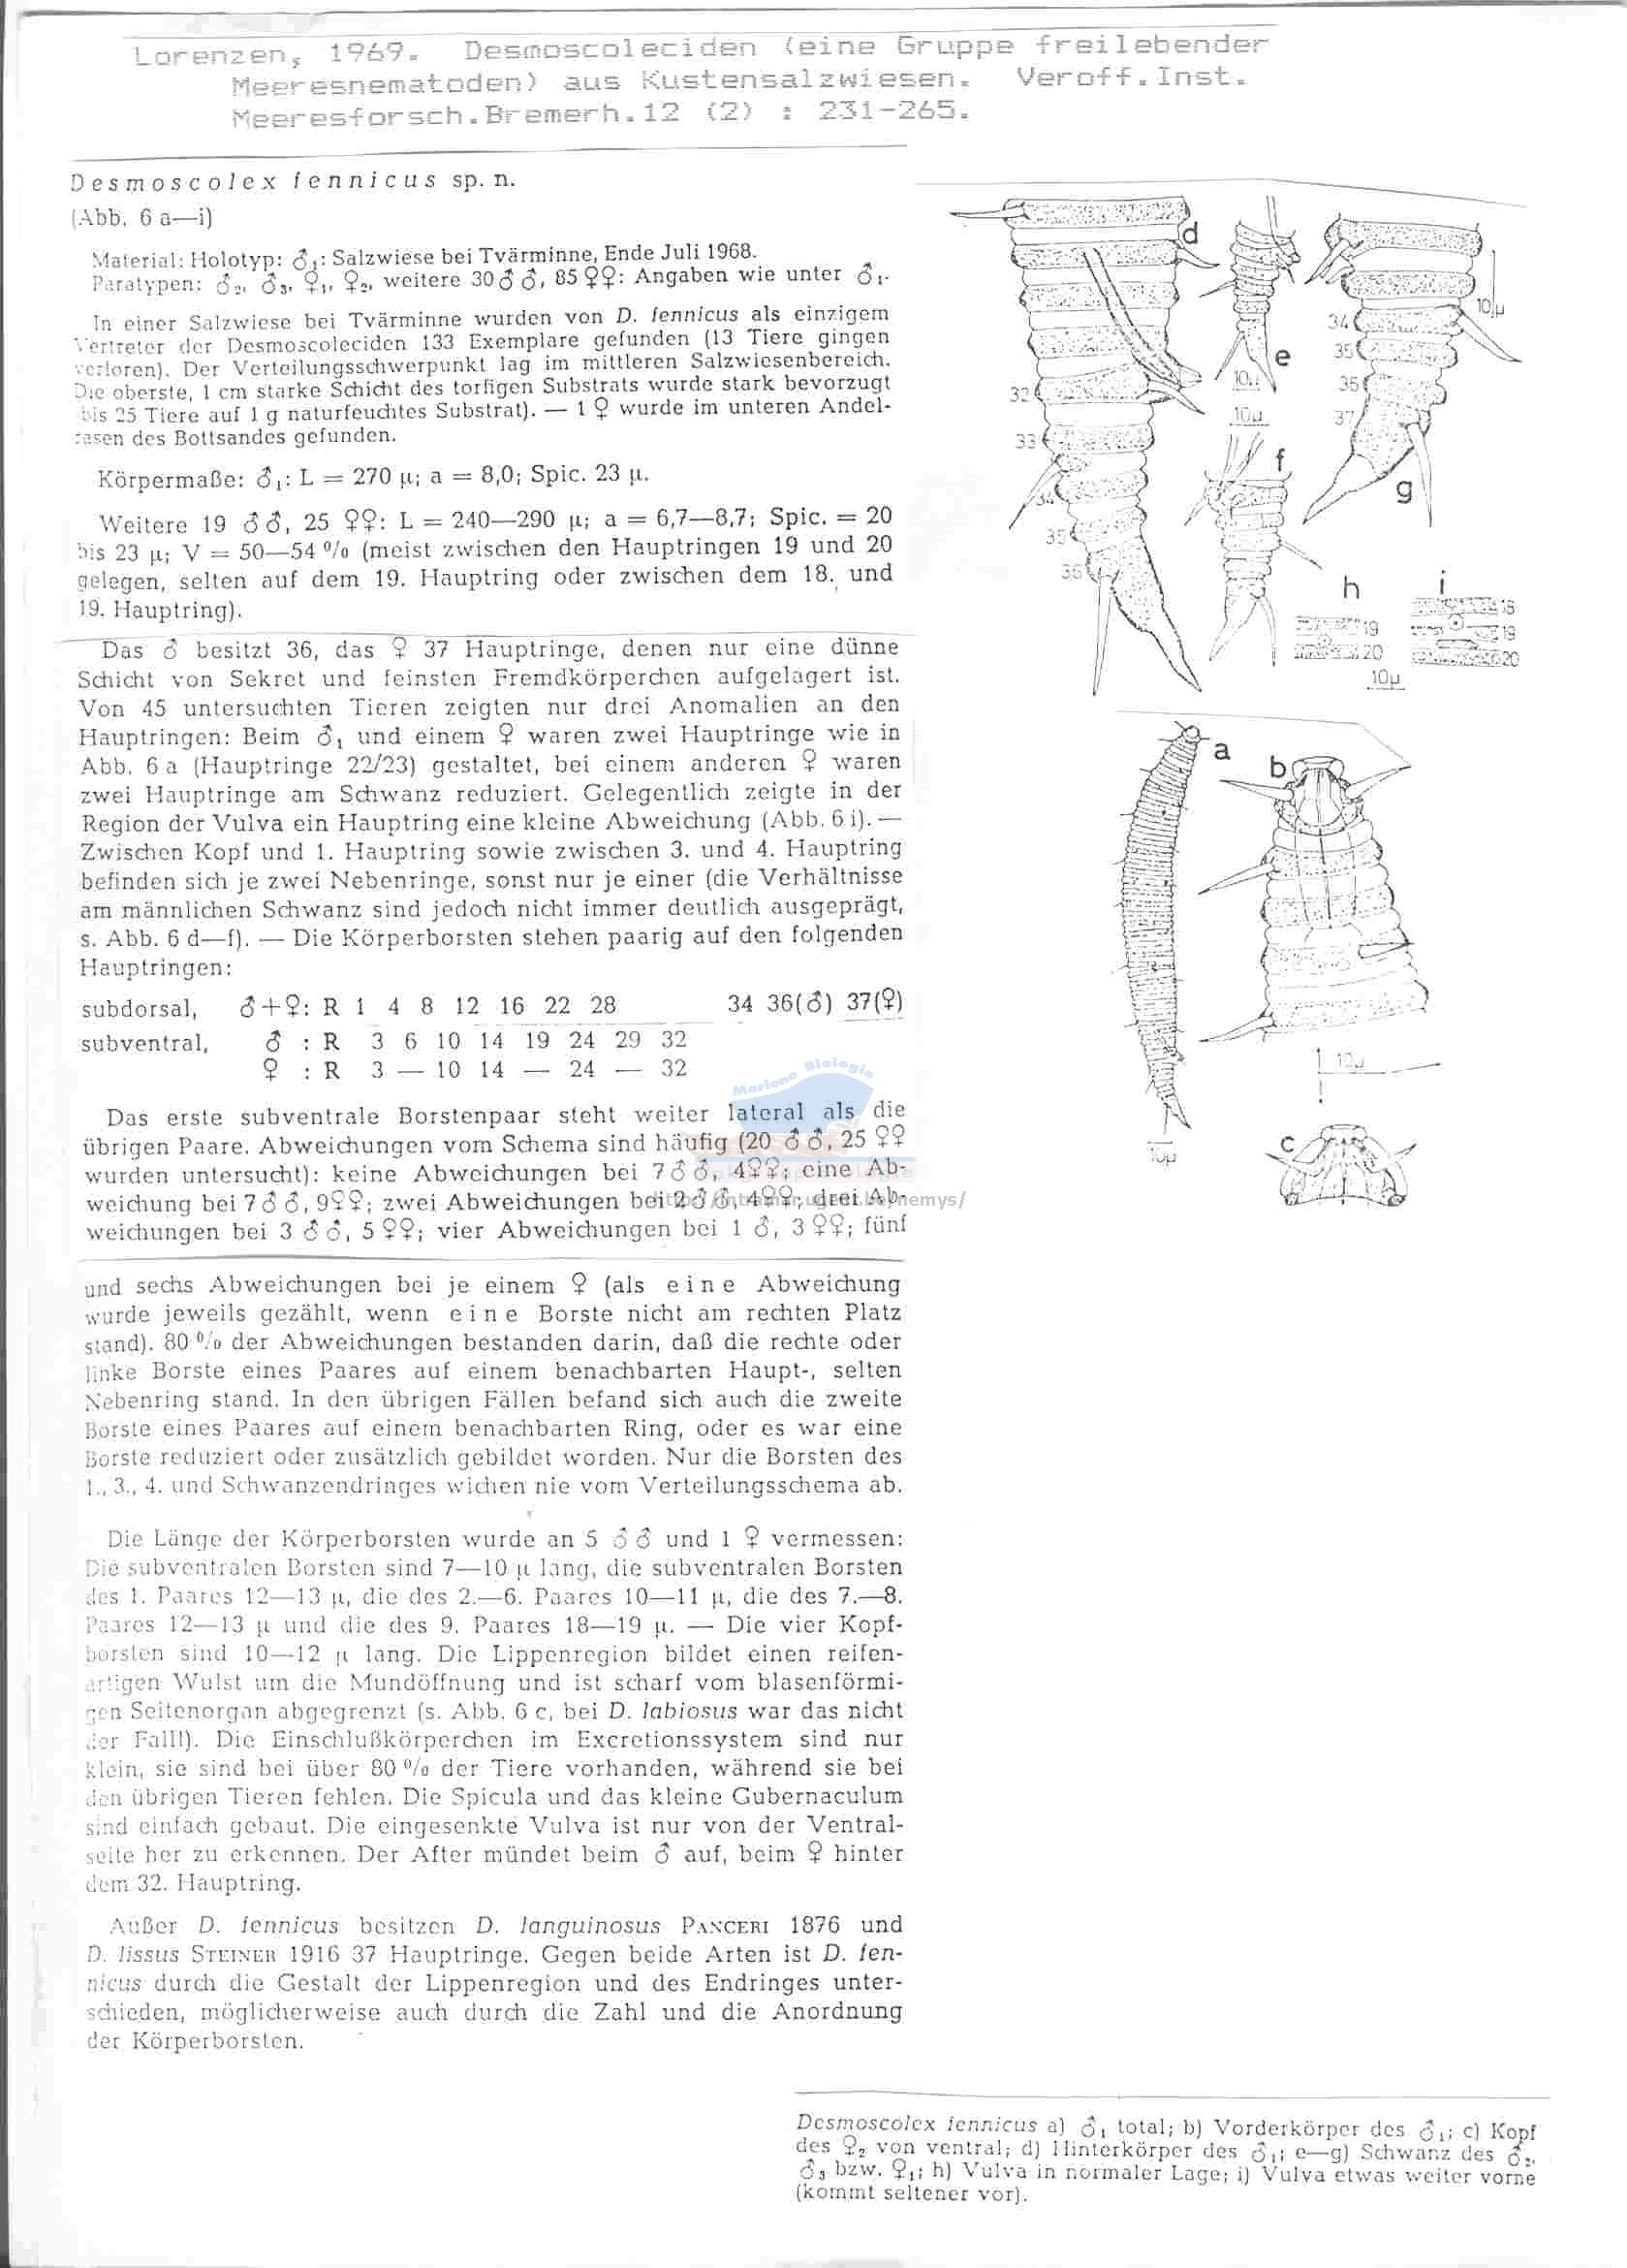 Lorenzen, 1969. Desmoscoleciden (eine Gruppe freilebender
Meeresnematoden) aus Kustensalzwiesen. Veroff.Inst.
Meeresforsch.Bremerh.12 (2) : 231-265.
Desmoscolex fennicus sp. n.
(Abb. 6 a—i)
Material: Holotyp: ♂₁: Salzwiese bei Tvärminne, Ende Juli 1968.
Paratypen: ♂₂, ♂₃, ♀₁, ♀₂, weitere 30 ♂♂, 85 ♀♀: Angaben wie unter ♂₁.
In einer Salzwiese bei Tvärminne wurden von D. fennicus als einzigem
Vertreter der Desmoscoleciden 133 Exemplare gefunden (13 Tiere gingen
verloren). Der Verteilungsschwerpunkt lag im mittleren Salzwiesenbereich.
Die oberste, 1 cm starke Schicht des torfigen Substrats wurde stark bevorzugt
bis 25 Tiere auf 1 g naturfeuchtes Substrat). — 1 ♀ wurde im unteren Andel-
rasen des Bottsandes gefunden.
Körpermaße: ♂₁: L = 270 µ; a = 8,0; Spic. 23 µ.
Weitere 19 ♂♂, 25 ♀♀: L = 240—290 µ; a = 6,7—8,7; Spic. = 20
bis 23 µ; V = 50—54 % (meist zwischen den Hauptringen 19 und 20
gelegen, selten auf dem 19. Hauptring oder zwischen dem 18. und
19. Hauptring).
Das ♂ besitzt 36, das ♀ 37 Hauptringe, denen nur eine dünne
Schicht von Sekret und feinsten Fremdkörperchen aufgelagert ist.
Von 45 untersuchten Tieren zeigten nur drei Anomalien an den
Hauptringen: Beim ♂₁ und einem ♀ waren zwei Hauptringe wie in
Abb. 6 a (Hauptringe 22/23) gestaltet, bei einem anderen ♀ waren
zwei Hauptringe am Schwanz reduziert. Gelegentlich zeigte in der
Region der Vulva ein Hauptring eine kleine Abweichung (Abb. 6 i). —
Zwischen Kopf und 1. Hauptring sowie zwischen 3. und 4. Hauptring
befinden sich je zwei Nebenringe, sonst nur je einer (die Verhältnisse
am männlichen Schwanz sind jedoch nicht immer deutlich ausgeprägt,
s. Abb. 6 d—f). — Die Körperborsten stehen paarig auf den folgenden
Hauptringen:
subdorsal, ♂+♀: R 1 4 8 12 16 22 28 34 36(♂) 37(♀)
subventral, ♂ : R 3 6 10 14 19 24 29 32
♀ : R 3 — 10 14 — 24 — 32
Das erste subventrale Borstenpaar steht weiter lateral als die
übrigen Paare. Abweichungen vom Schema sind häufig (20 ♂♂, 25 ♀♀
wurden untersucht): keine Abweichungen bei 7 ♂♂, 4 ♀♀; eine Ab-
weichung bei 7 ♂♂, 9 ♀♀; zwei Abweichungen bei 2 ♂♂, 4 ♀♀; drei Ab-
weichungen bei 3 ♂♂, 5 ♀♀; vier Abweichungen bei 1 ♂, 3 ♀♀; fünf
und sechs Abweichungen bei je einem ♀ (als eine Abweichung
wurde jeweils gezählt, wenn eine Borste nicht am rechten Platz
stand). 80 % der Abweichungen bestanden darin, daß die rechte oder
linke Borste eines Paares auf einem benachbarten Haupt-, selten
Nebenring stand. In den übrigen Fällen befand sich auch die zweite
Borste eines Paares auf einem benachbarten Ring, oder es war eine
Borste reduziert oder zusätzlich gebildet worden. Nur die Borsten des
1., 3., 4. und Schwanzendringes wichen nie vom Verteilungsschema ab.
Die Länge der Körperborsten wurde an 5 ♂♂ und 1 ♀ vermessen:
Die subventralen Borsten sind 7—10 µ lang, die subventralen Borsten
des 1. Paares 12—13 µ, die des 2.—6. Paares 10—11 µ, die des 7.—8.
Paares 12—13 µ und die des 9. Paares 18—19 µ. — Die vier Kopf-
borsten sind 10—12 µ lang. Die Lippenregion bildet einen reifen-
artigen Wulst um die Mundöffnung und ist scharf vom blasenförmi-
gen Seitenorgan abgegrenzt (s. Abb. 6 c, bei D. labiosus war das nicht
der Fall!). Die Einschlußkörperchen im Excretionssystem sind nur
klein, sie sind bei über 80 % der Tiere vorhanden, während sie bei
den übrigen Tieren fehlen. Die Spicula und das kleine Gubernaculum
sind einfach gebaut. Die eingesenkte Vulva ist nur von der Ventral-
seite her zu erkennen. Der After mündet beim ♂ auf, beim ♀ hinter
dem 32. Hauptring.
Außer D. fennicus besitzen D. languinosus PANCERI 1876 und
D. lissus STEINER 1916 37 Hauptringe. Gegen beide Arten ist D. fen-
nicus durch die Gestalt der Lippenregion und des Endringes unter-
schieden, möglicherweise auch durch die Zahl und die Anordnung
der Körperborsten.
d
e
f
g
h
i
32
33
34
35
36
10µ
10µ
34
35
36
37
10µ
19
20
18
19
20
10µ
a
b
c
10µ
10µ
Mariene Biologie
Desmoscolex fennicus a) ♂₁ total; b) Vorderkörper des ♂₁; c) Kopf
des ♀₂ von ventral; d) Hinterkörper des ♂₁; e—g) Schwanz des ♂₂,
♂₃ bzw. ♀₁; h) Vulva in normaler Lage; i) Vulva etwas weiter vorne
(kommt seltener vor).